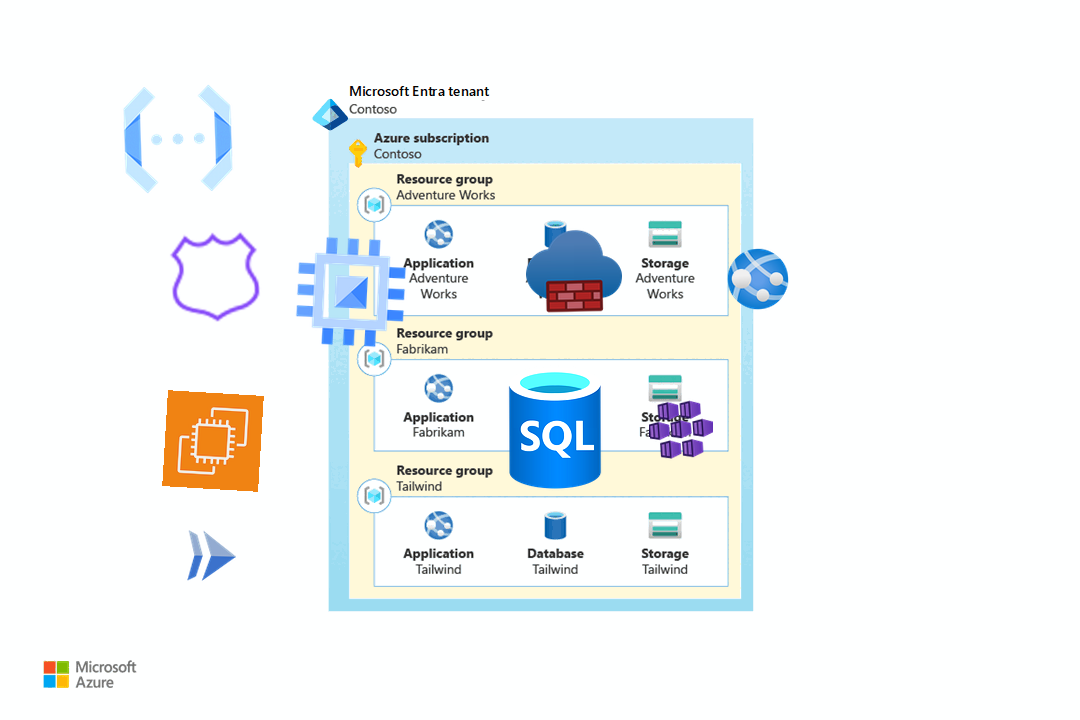 Microsoft Entra tenant
Contoso
Azure subscription
Contoso
Resource group
Adventure Works
Application
Adventure
Works
Storage
Adventure
Works
Resource group
Fabrikam
Application
Fabrikam
SQL
Resource group
Tailwind
Application
Tailwind
Database
Tailwind
Storage
Tailwind
Microsoft
Azure